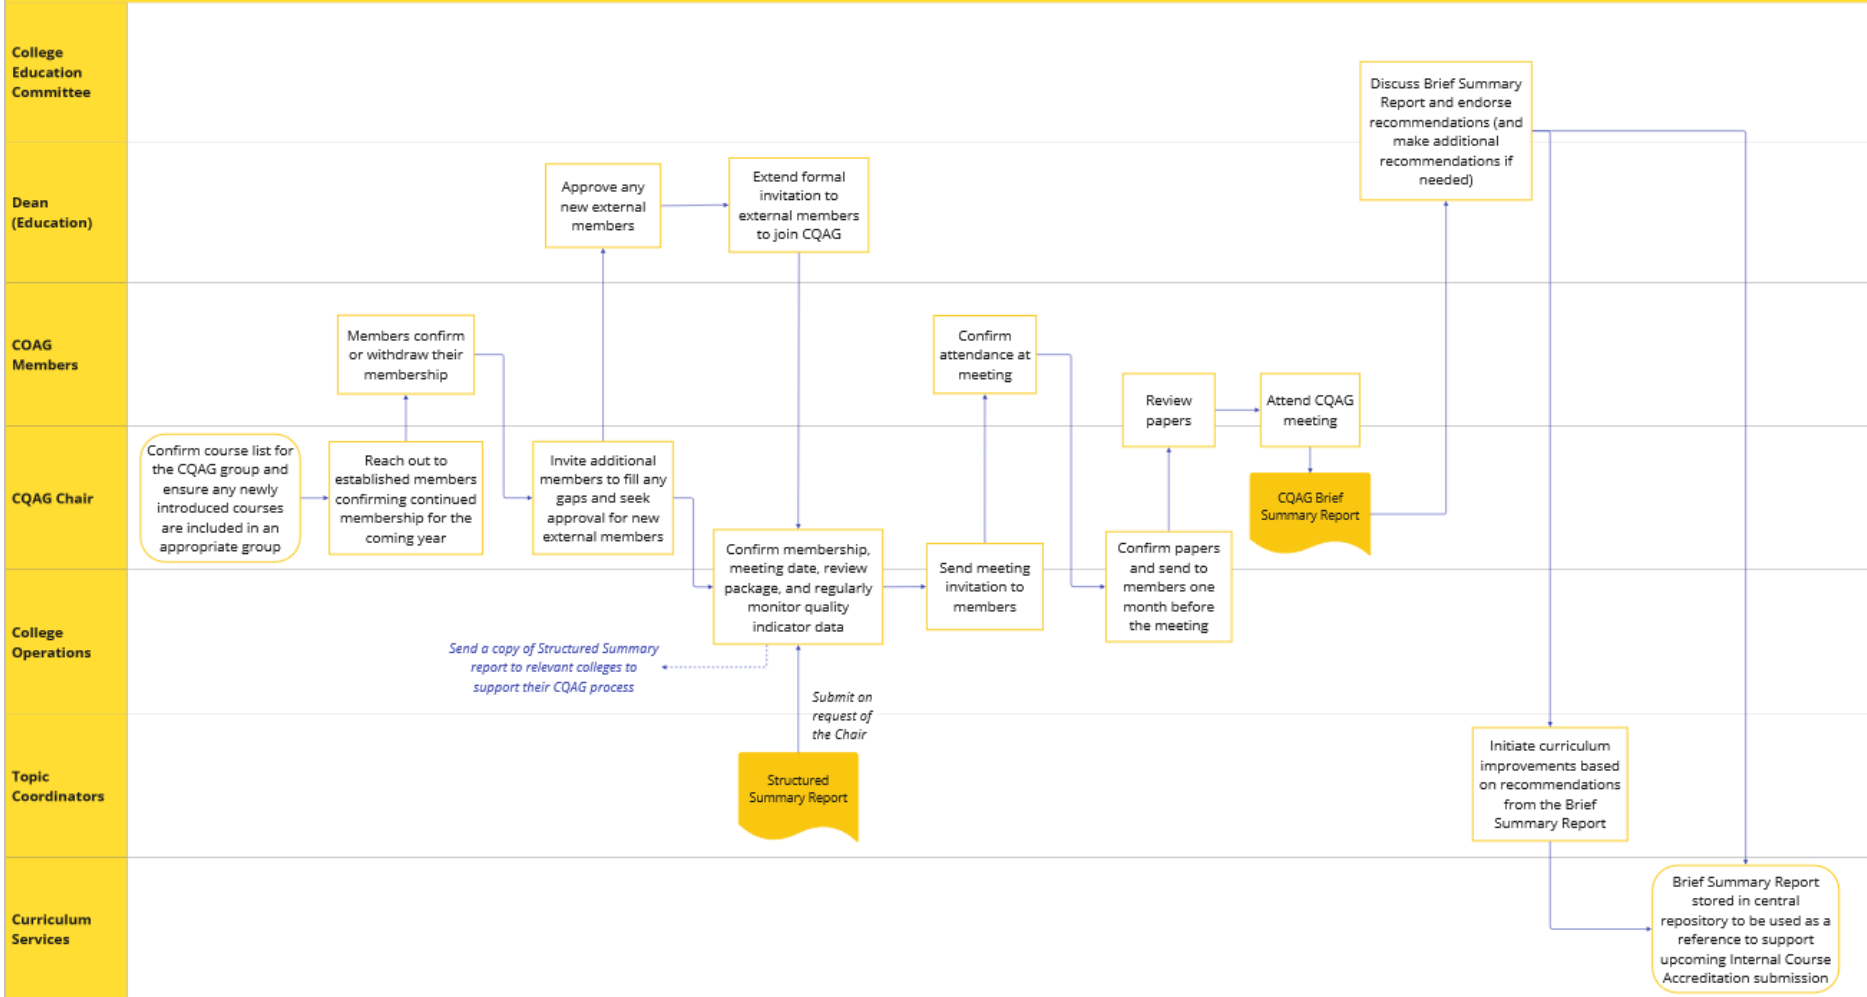 College
Education
Committee
Discuss Brief Summary
Report and endorse
recommendations (and
make additional
recommendations if
needed)
Dean
(Education)
Approve any
new external
members
Extend formal
invitation to
external members
to join CQAG
COAG
Members
Members confirm
or withdraw their
membership
Confirm
attendance at
meeting
Review
papers
Attend CQAG
meeting
CQAG Chair
Confirm course list for
the CQAG group and
ensure any newly
introduced courses
are included in an
appropriate group
Reach out to
established members
confirming continued
membership for the
coming year
Invite additional
members to fill any
gaps and seek
approval for new
external members
CQAG Brief
Summary Report
Confirm membership,
meeting date, review
package, and regularly
monitor quality
indicator data
Send meeting
invitation to
members
Confirm papers
and send to
members one
month before
the meeting
College
Operations
Send a copy of Structured Summary
report to relevant colleges to
support their CQAG process
Submit on
request of
the Chair
Topic
Coordinators
Structured
Summary Report
Initiate curriculum
improvements based
on recommendations
from the Brief
Summary Report
Curriculum
Services
Brief Summary Report
stored in central
repository to be used as a
reference to support
upcoming Internal Course
Accreditation submission